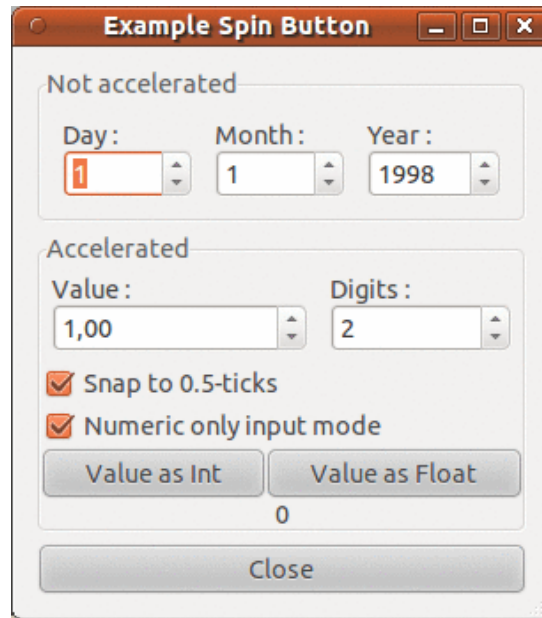 Example Spin Button
Not accelerated
Day : Month : Year :
1 1 1998
Accelerated
Value : Digits :
1,00 2
Snap to 0.5-ticks
Numeric only input mode
Value as Int Value as Float
0
Close